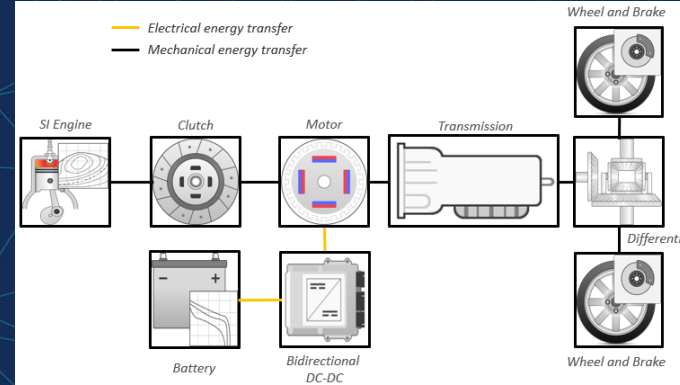 Wheel and Brake
Electrical energy transfer
Mechanical energy transfer
SI Engine
Clutch
Motor
Transmission
Differenti
Battery
Bidirectional
DC-DC
Wheel and Brake